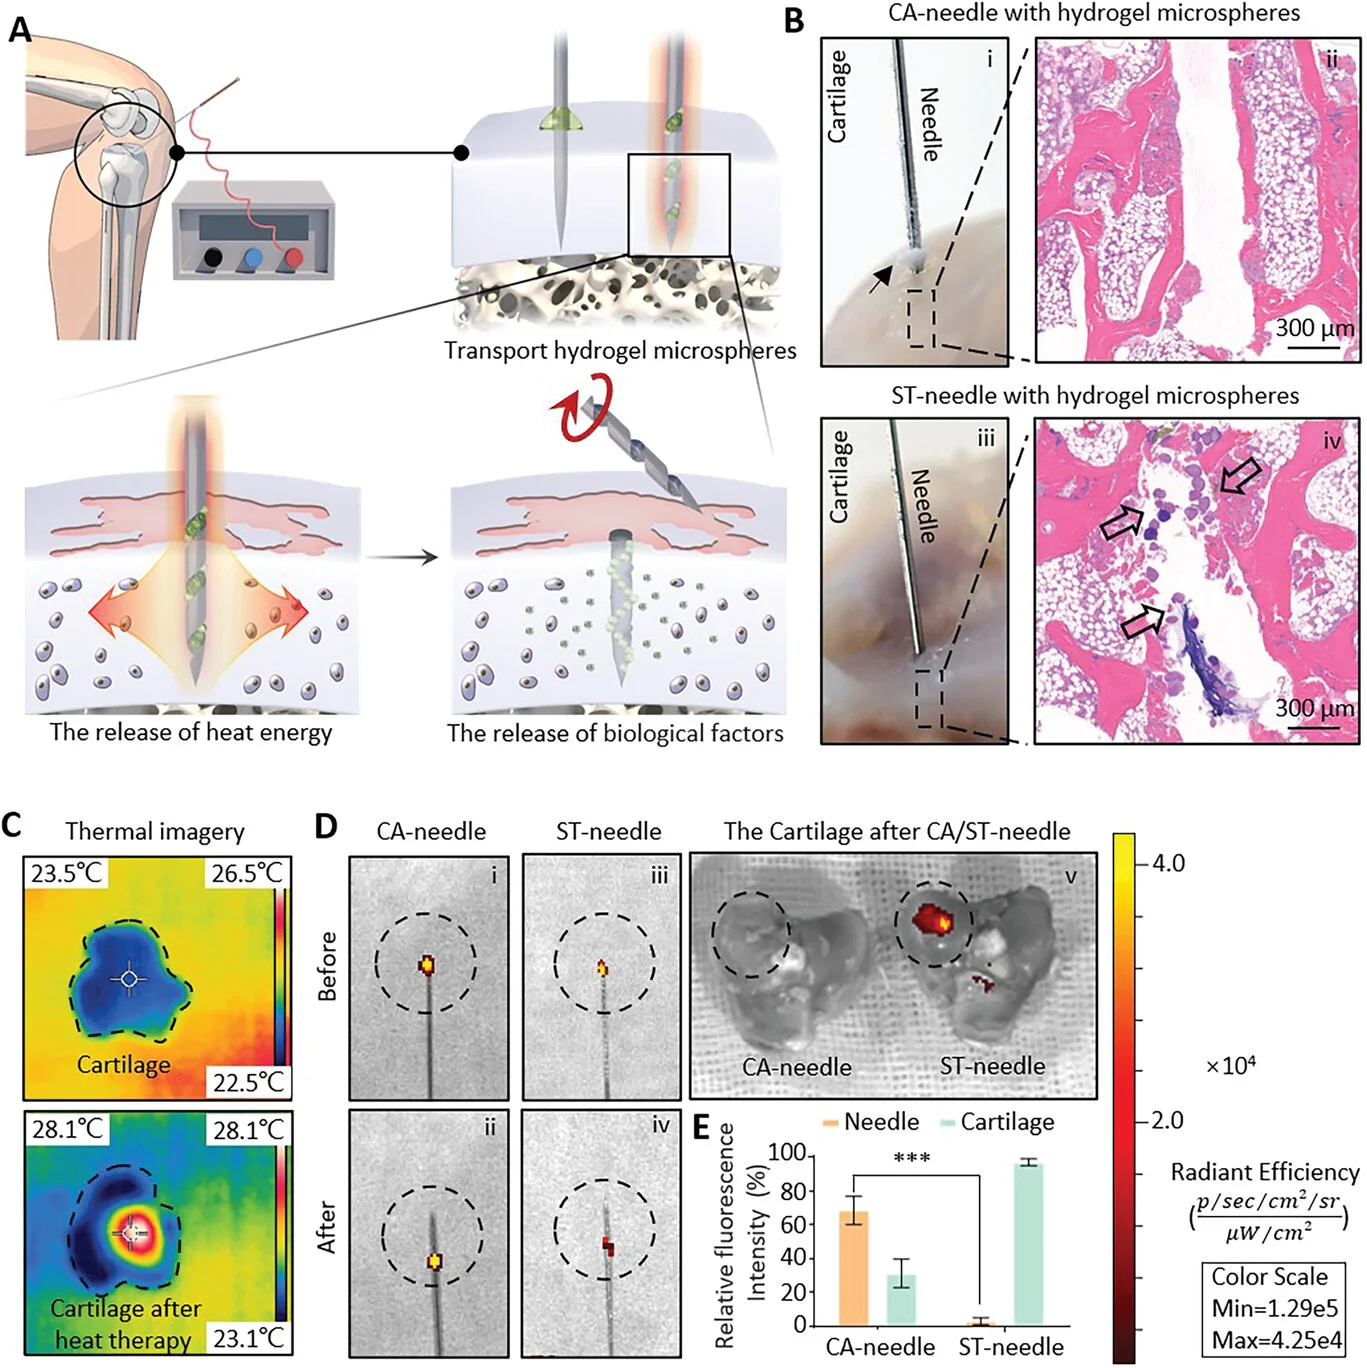 A
Transport hydrogel microspheres
The release of heat energy
The release of biological factors
B
CA-needle with hydrogel microspheres
Cartilage
Needle
i
ii
300 µm
ST-needle with hydrogel microspheres
Cartilage
Needle
iii
iv
300 µm
C
Thermal imagery
23.5°C
26.5°C
Cartilage
22.5°C
28.1°C
28.1°C
Cartilage after
heat therapy
23.1°C
D
CA-needle
ST-needle
The Cartilage after CA/ST-needle
Before
i
iii
v
CA-needle
ST-needle
After
ii
iv
4.0
×10⁴
2.0
Radiant Efficiency
(p/sec/cm²/sr
µW/cm²)
Color Scale
Min=1.29e5
Max=4.25e4
E
Needle
Cartilage
Relative fluorescence
Intensity (%)
100
80
60
40
20
0
***
CA-needle
ST-needle